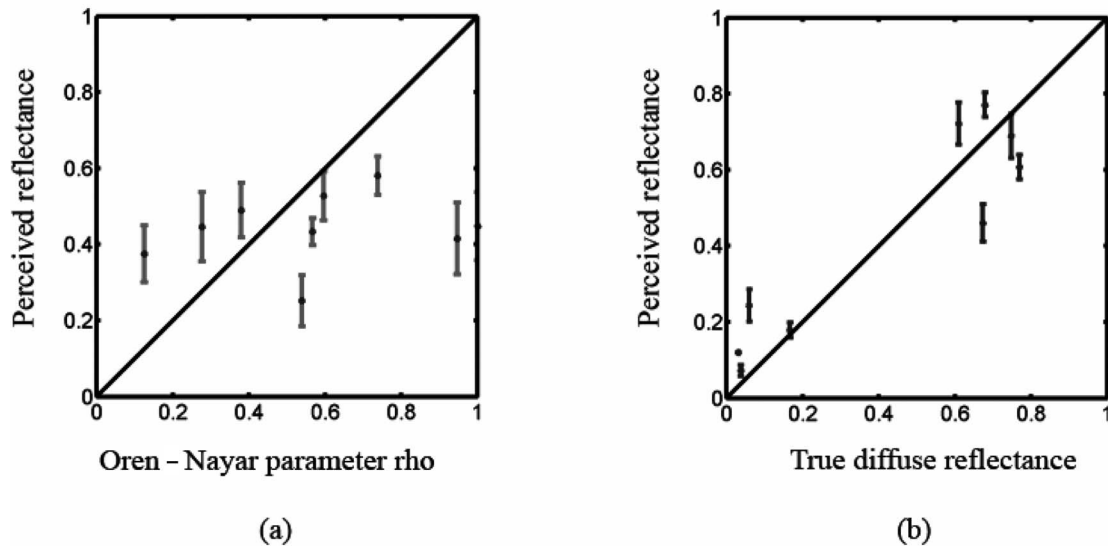 Perceived reflectance
1
0.8
0.6
0.4
0.2
0
0 0.2 0.4 0.6 0.8 1
Oren – Nayar parameter rho
(a)
Perceived reflectance
1
0.8
0.6
0.4
0.2
0
0 0.2 0.4 0.6 0.8 1
True diffuse reflectance
(b)